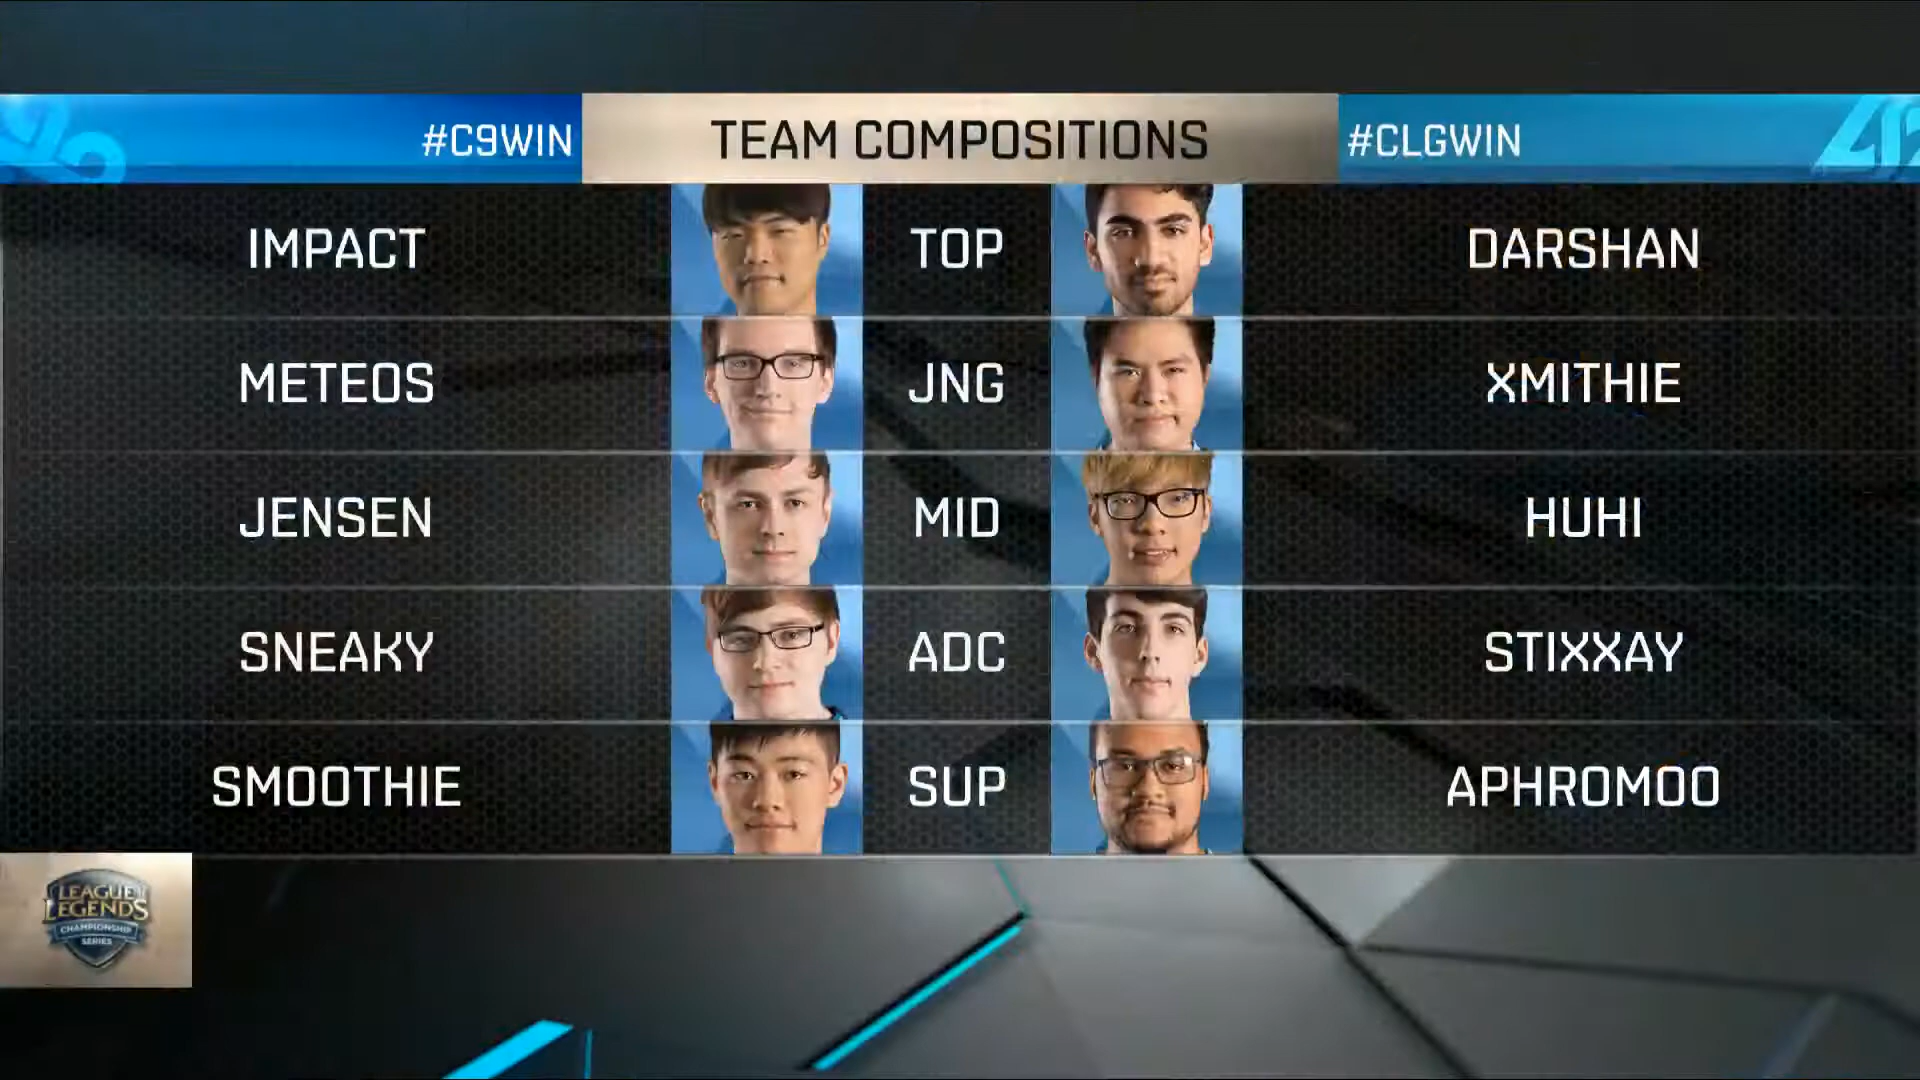 #C9WIN TEAM COMPOSITIONS #CLGWIN
IMPACT TOP DARSHAN
METEOS JNG XMITHIE
JENSEN MID HUHI
SNEAKY ADC STIXXAY
SMOOTHIE SUP APHROMOO
LEAGUE
LEGENDS
CHAMPIONSHIP
SERIES